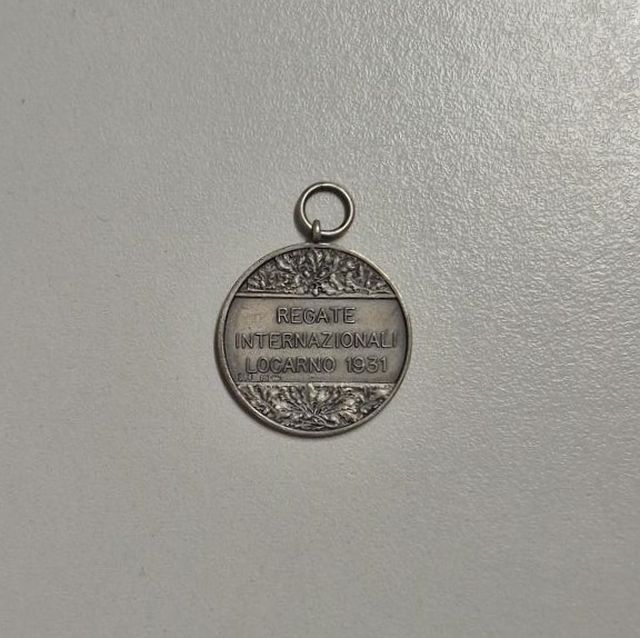 REGATE
INTERNAZIONALI
LOCARNO 1931